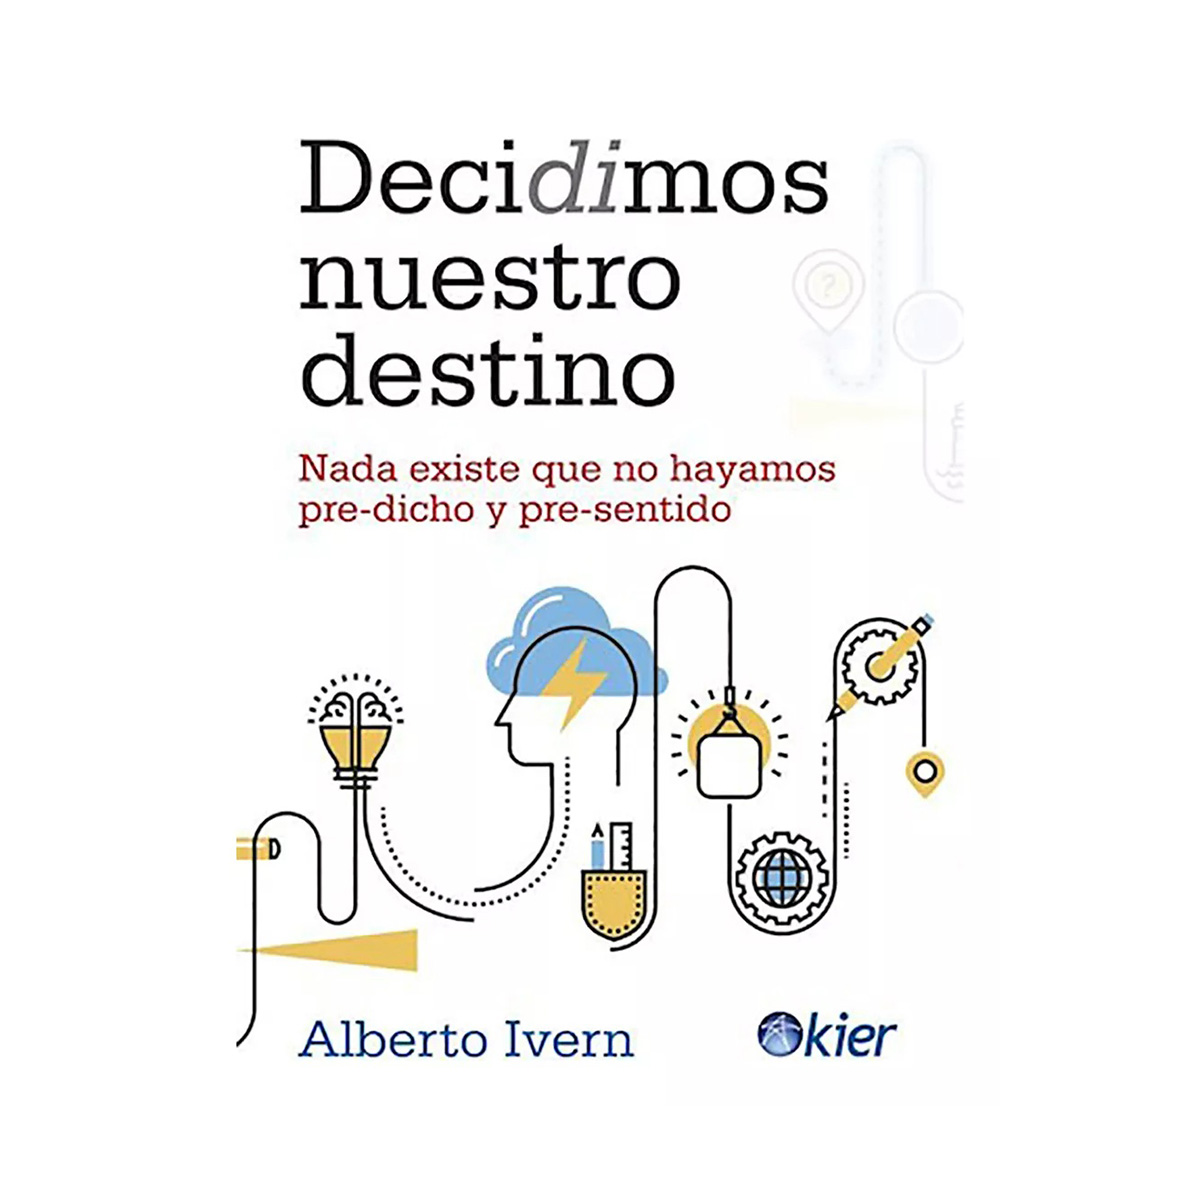 Decidimos
nuestro
destino
Nada existe que no hayamos
pre-dicho y pre-sentido
?
Alberto Ivern
kier